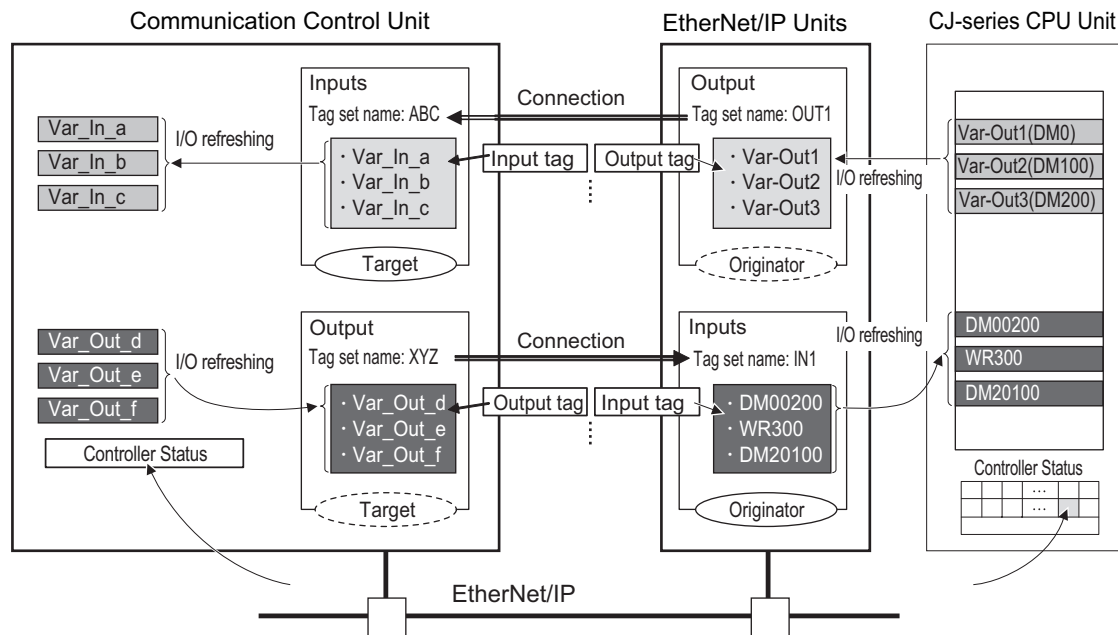 Communication Control Unit
EtherNet/IP Units
CJ-series CPU Unit
Inputs
Tag set name: ABC
Connection
Output
Tag set name: OUT1
Var_In_a
Var_In_b
Var_In_c
I/O refreshing
· Var_In_a
· Var_In_b
· Var_In_c
Input tag
Output tag
· Var-Out1
· Var-Out2
· Var-Out3
I/O refreshing
Var-Out1(DM0)
Var-Out2(DM100)
Var-Out3(DM200)
Target
Originator
Output
Tag set name: XYZ
Connection
Inputs
Tag set name: IN1
Var_Out_d
Var_Out_e
Var_Out_f
I/O refreshing
· Var_Out_d
· Var_Out_e
· Var_Out_f
Output tag
Input tag
· DM00200
· WR300
· DM20100
I/O refreshing
DM00200
WR300
DM20100
Controller Status
Target
Originator
Controller Status
...
...
EtherNet/IP